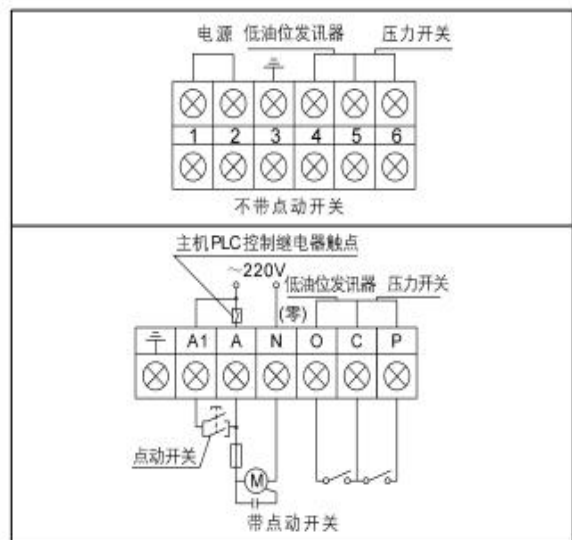 电源 低油位发讯器 压力开关
1 2 3 4 5 6
不带点动开关
主机PLC控制继电器触点
～220V
(零)
低油位发讯器 压力开关
A1 A N O C P
点动开关
M
带点动开关